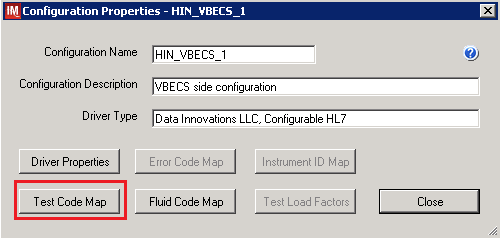 IM Configuration Properties - HIN_VBECS_1
Configuration Name HIN_VBECS_1
Configuration Description VBECS side configuration
Driver Type Data Innovations LLC, Configurable HL7
Driver Properties Error Code Map Instrument ID Map
Test Code Map Fluid Code Map Test Load Factors Close